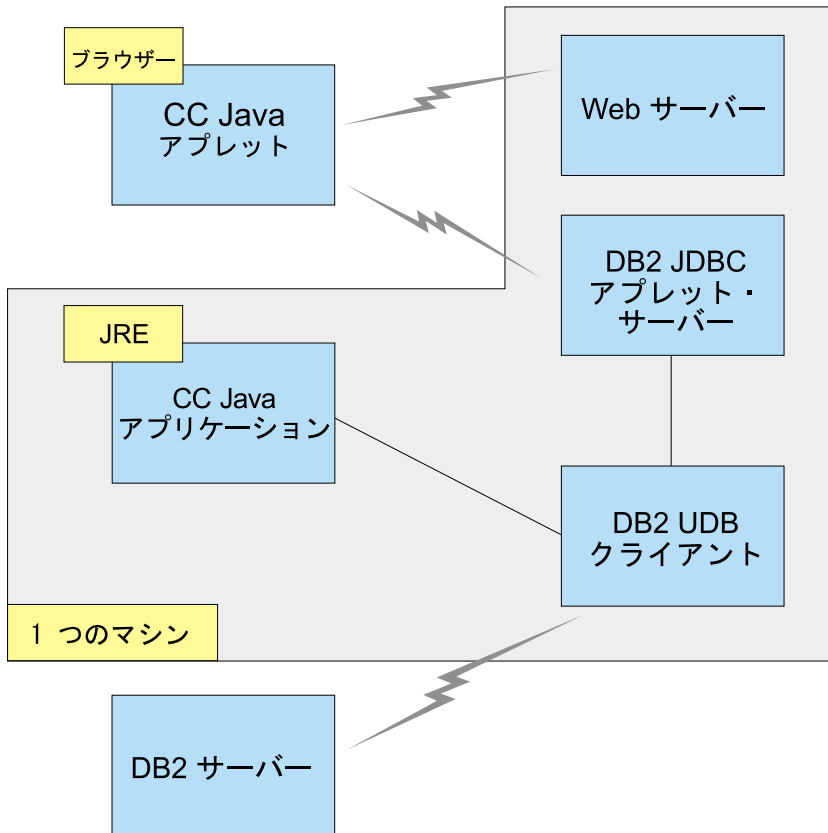 ブラウザー
CC Java
アプレット
Web サーバー
DB2 JDBC
アプレット・
サーバー
JRE
CC Java
アプリケーション
DB2 UDB
クライアント
1 つのマシン
DB2 サーバー